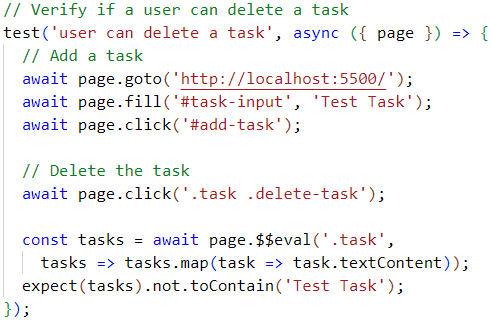 // Verify if a user can delete a task
test('user can delete a task', async ({ page }) => {
  // Add a task
  await page.goto('http://localhost:5500/');
  await page.fill('#task-input', 'Test Task');
  await page.click('#add-task');

  // Delete the task
  await page.click('.task .delete-task');

  const tasks = await page.$$eval('.task',
    tasks => tasks.map(task => task.textContent));
  expect(tasks).not.toContain('Test Task');
});